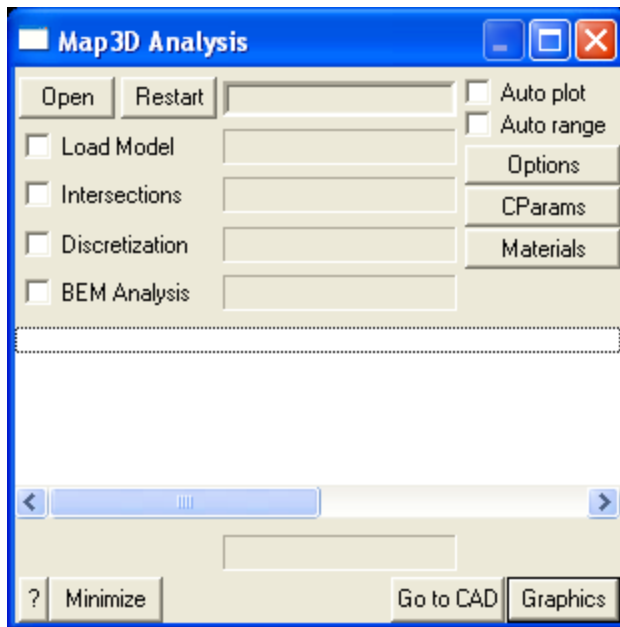 Map3D Analysis
Open Restart
Auto plot
Auto range
Load Model
Options
Intersections
CParams
Discretization
Materials
BEM Analysis
? Minimize Go to CAD Graphics